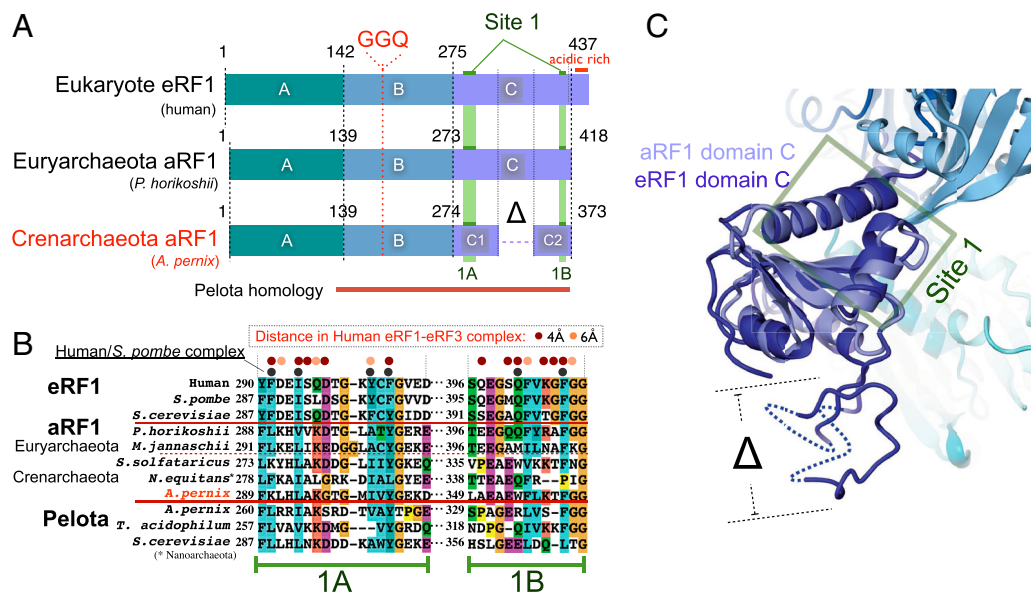 A
GGQ
Site 1
1 142 275 437
acidic rich
Eukaryote eRF1
(human)
A B C
1 139 273 418
Euryarchaeota aRF1
(P. horikoshii)
A B C
1 139 274 Δ 373
Crenarchaeota aRF1
(A. pernix)
A B C1 C2
1A 1B
Pelota homology
B
Distance in Human eRF1-eRF3 complex: 4Å 6Å
Human/S. pombe complex
eRF1
Human 290 YFDEISQDTG-KYCFGVED··· 396 SQEGSQFVKGFGG
S.pombe 287 FFDEISLDTG-KYCFGVVD··· 395 SSEGSQFVKGFGG
S.cerevisiae 287 YFDEISQDTG-KFCYGIDD··· 391 SSEGAQFVTGFGG
aRF1
P.horikoshii 288 FLKHVVKDTG-LATYGERE··· 396 TEEGQQFYRAFGG
Euryarchaeota
M.jannaschii 291 FLKELIKEDGGLACYGEKE··· 396 TEEGAMILNAFKG
S.solfataricus 273 LKYHLAKDDG-LIIYGKEQ··· 335 VPEAEWVKKTFNG
Crenarchaeota
N.equitans* 278 LFKAIALGRK-DIALGYEE··· 338 TTEAEQFR--PIG
A.pernix 289 FKLHLAKGTG-MIVYGEKD··· 349 LAEAEWFLKTFGG
Pelota
A.pernix 260 FLRRIAKSRD-TVAYTPGE··· 329 SPAGERLVS-FGG
T. acidophilum 257 FLVAVKKDMG---VYGRDQ··· 318 NDPG-QIVKKFGG
S.cerevisiae 287 FLLHLNKDDD-KAWYGEKE··· 356 HSLGEELDQ-LTG
(* Nanoarchaeota)
1A 1B
C
aRF1 domain C
eRF1 domain C
Site 1
Δ